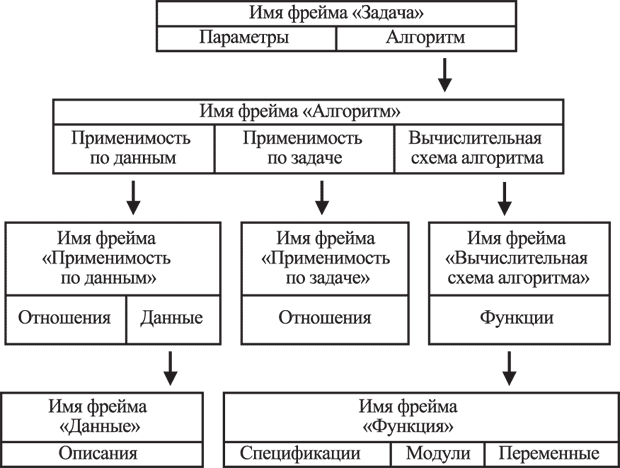 Имя фрейма «Задача»
Параметры
Алгоритм
Имя фрейма «Алгоритм»
Применимость
по данным
Применимость
по задаче
Вычислительная
схема алгоритма
Имя фрейма
«Применимость
по данным»
Отношения
Данные
Имя фрейма
«Применимость
по задаче»
Отношения
Имя фрейма
«Вычислительная
схема алгоритма»
Функции
Имя фрейма
«Данные»
Описания
Имя фрейма
«Функция»
Спецификации
Модули
Переменные